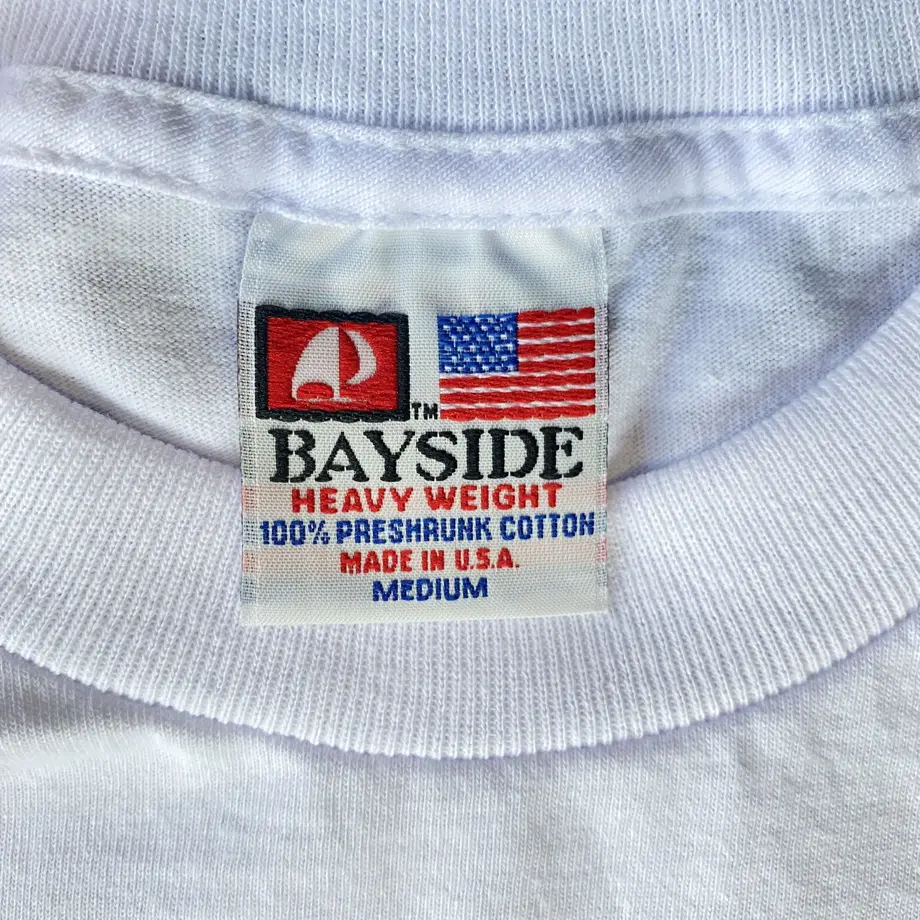 TM
BAYSIDE
HEAVY WEIGHT
100% PRESHRUNK COTTON
MADE IN U.S.A.
MEDIUM